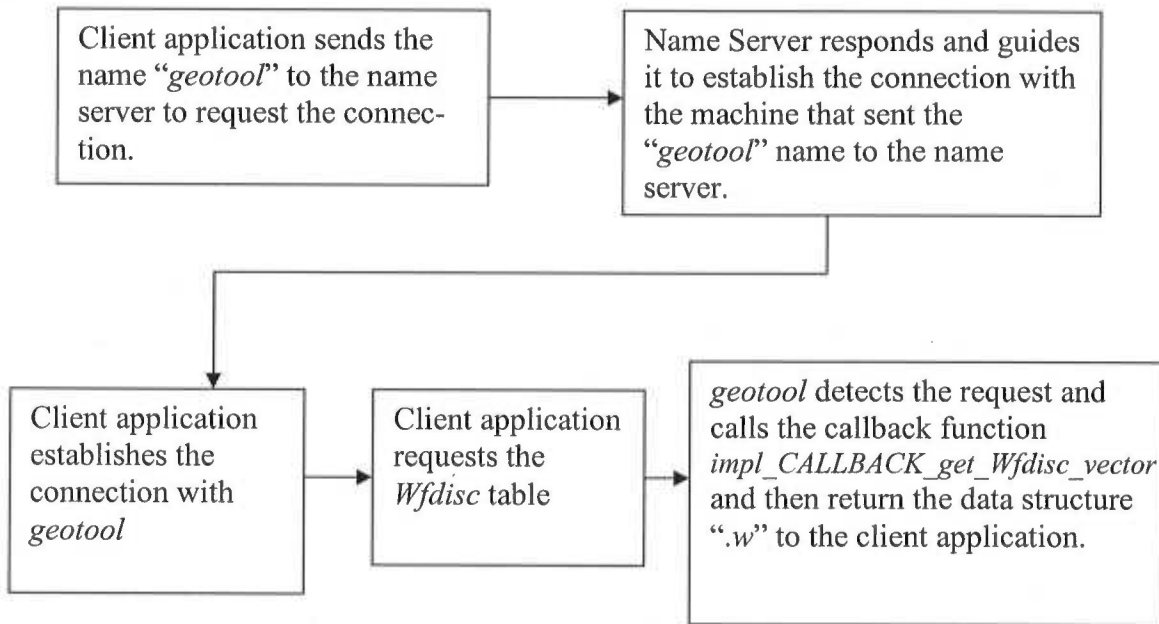 Client application sends the
name “geotool” to the name
server to request the connec-
tion.
Name Server responds and guides
it to establish the connection with
the machine that sent the
“geotool” name to the name
server.
Client application
establishes the
connection with
geotool
Client application
requests the
Wfdisc table
geotool detects the request and
calls the callback function
impl_CALLBACK_get_Wfdisc_vector
and then return the data structure
“.w” to the client application.